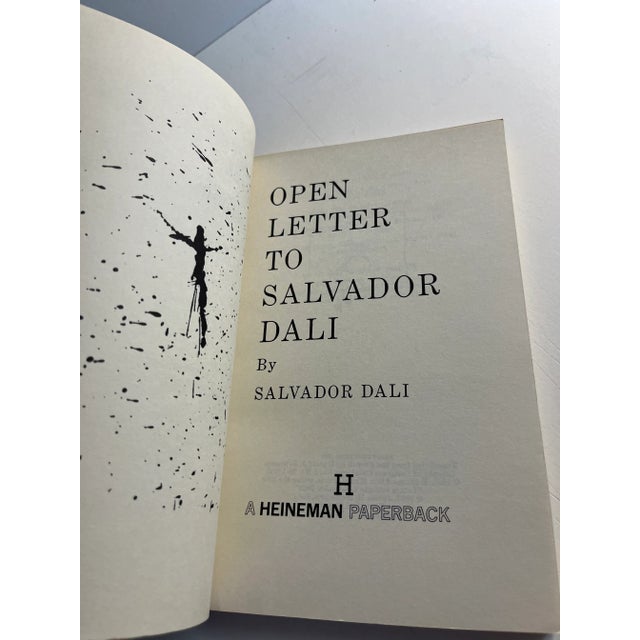 OPEN
LETTER
TO
SALVADOR
DALI
By
SALVADOR DALI
H
A HEINEMAN PAPERBACK